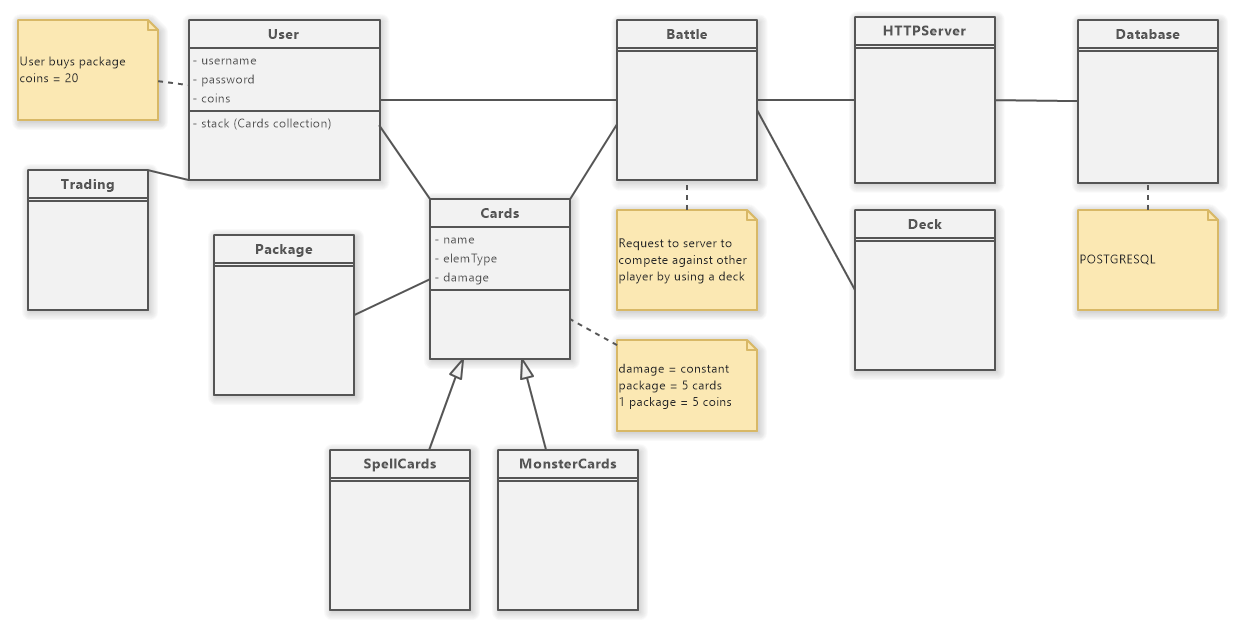 User buys package
coins = 20
User
- username
- password
- coins
- stack (Cards collection)
Battle
HTTPServer
Database
Trading
Package
Cards
- name
- elemType
- damage
Request to server to
compete against other
player by using a deck
Deck
POSTGRESQL
damage = constant
package = 5 cards
1 package = 5 coins
SpellCards
MonsterCards